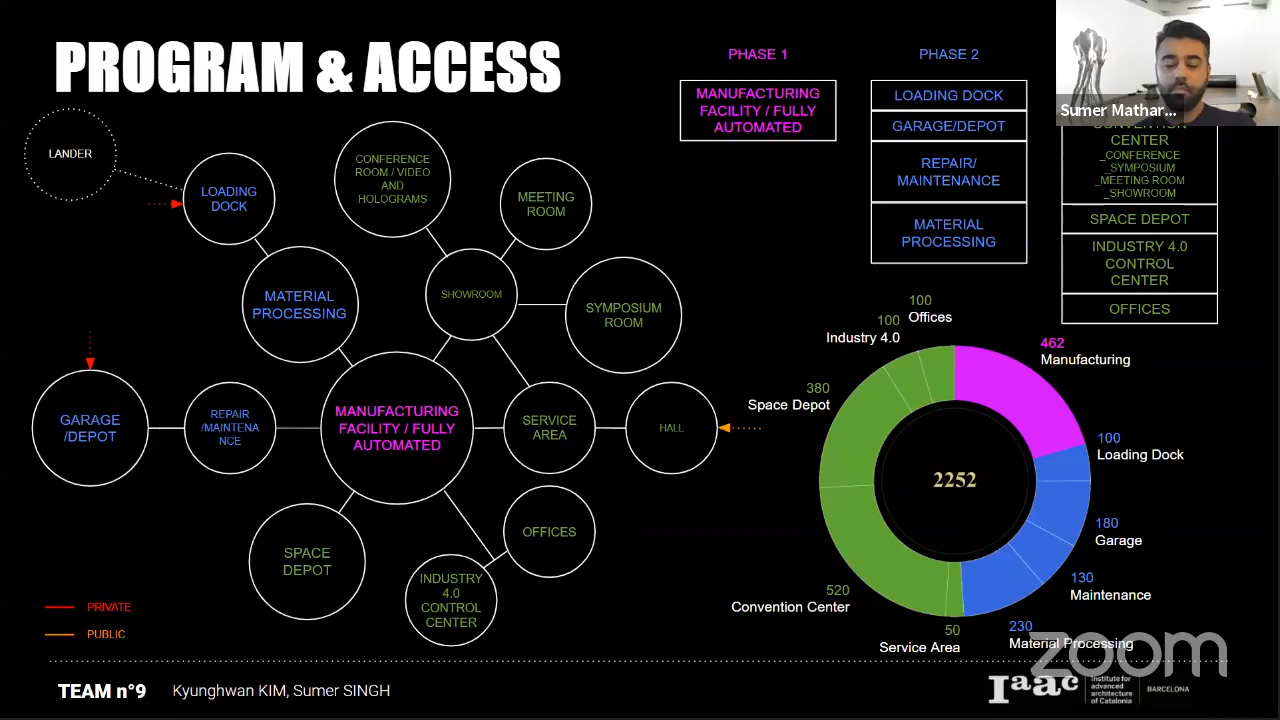 PROGRAM & ACCESS
PHASE 1
MANUFACTURING
FACILITY / FULLY
AUTOMATED
PHASE 2
LOADING DOCK
GARAGE/DEPOT
REPAIR/
MAINTENANCE
MATERIAL
PROCESSING
Sumer Mathar...
CONVENTION
CENTER
_CONFERENCE
_SYMPOSIUM
_MEETING ROOM
_SHOWROOM
SPACE DEPOT
INDUSTRY 4.0
CONTROL
CENTER
OFFICES
LANDER
LOADING
DOCK
CONFERENCE
ROOM / VIDEO
AND
HOLOGRAMS
MEETING
ROOM
MATERIAL
PROCESSING
SHOWROOM
SYMPOSIUM
ROOM
GARAGE
/DEPOT
REPAIR
/MAINTENA
NCE
MANUFACTURING
FACILITY / FULLY
AUTOMATED
SERVICE
AREA
HALL
SPACE
DEPOT
OFFICES
INDUSTRY
4.0
CONTROL
CENTER
PRIVATE
PUBLIC
100
Offices
100
Industry 4.0
462
Manufacturing
380
Space Depot
100
Loading Dock
2252
180
Garage
130
Maintenance
520
Convention Center
50
Service Area
230
Material Processing
zoom
TEAM n°9
Kyunghwan KIM, Sumer SINGH
Iaac
Institute for
advanced
architecture
of Catalonia
BARCELONA